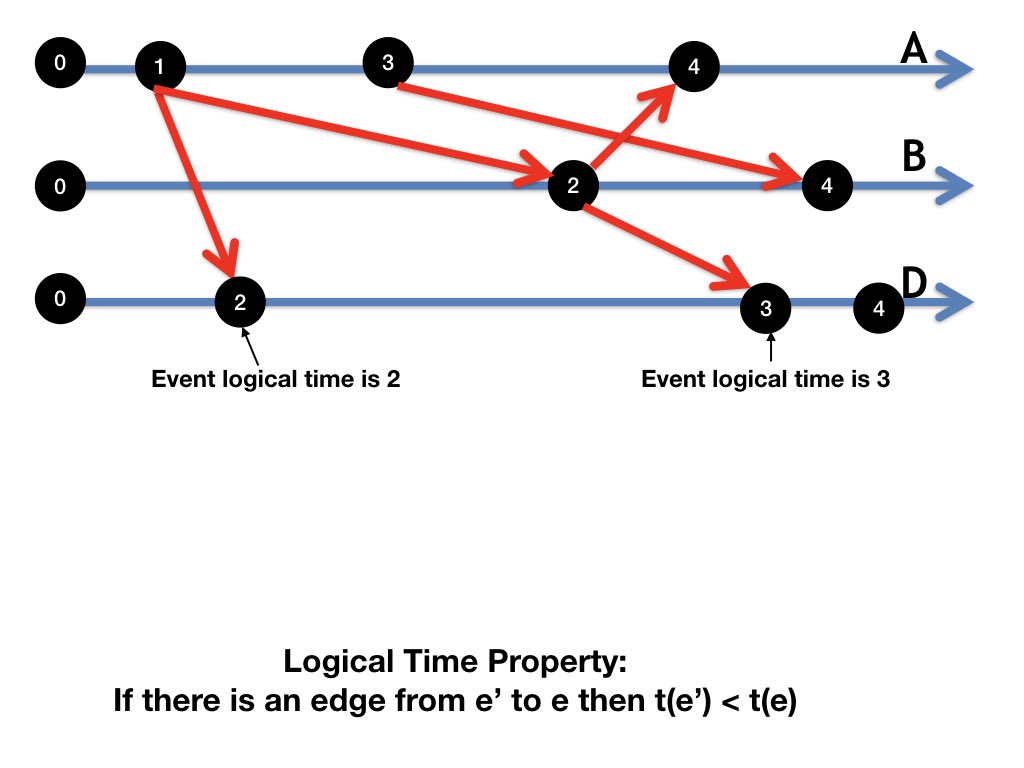 0 1 3 4 A
0 2 4 B
0 2 3 4 D
Event logical time is 2
Event logical time is 3
Logical Time Property:
If there is an edge from e’ to e then t(e’) < t(e)